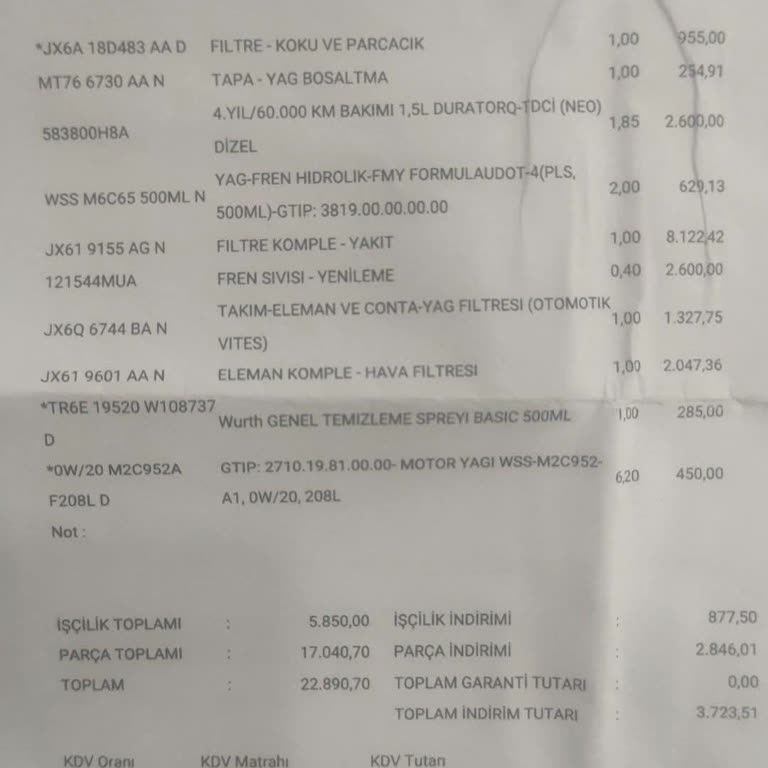 *JX6A 18D483 AA D FILTRE - KOKU VE PARCACIK 1,00 955,00
MT76 6730 AA N TAPA - YAG BOSALTMA 1,00 254,91
583800H8A 4.YIL/60.000 KM BAKIMI 1,5L DURATORQ-TDCİ (NEO) 1,85 2.600,00
DİZEL
WSS M6C65 500ML N YAG-FREN HIDROLIK-FMY FORMULAUDOT-4(PLS, 2,00 629,13
500ML)-GTIP: 3819.00.00.00.00
JX61 9155 AG N FILTRE KOMPLE - YAKIT 1,00 8.122,42
121544MUA FREN SIVISI - YENİLEME 0,40 2.600,00
JX6Q 6744 BA N TAKIM-ELEMAN VE CONTA-YAG FILTRESI (OTOMOTIK 1,00 1.327,75
VITES)
JX61 9601 AA N ELEMAN KOMPLE - HAVA FILTRESI 1,00 2.047,36
*TR6E 19520 W108737 Wurth GENEL TEMIZLEME SPREYI BASIC 500ML 1,00 285,00
D
*0W/20 M2C952A GTIP: 2710.19.81.00.00- MOTOR YAGI WSS-M2C952- 6,20 450,00
F208L D A1, 0W/20, 208L
Not :
İŞÇİLİK TOPLAMI : 5.850,00 İŞÇİLİK İNDİRİMİ : 877,50
PARÇA TOPLAMI : 17.040,70 PARÇA İNDİRİMİ : 2.846,01
TOPLAM : 22.890,70 TOPLAM GARANTİ TUTARI : 0,00
TOPLAM İNDİRİM TUTARI : 3.723,51
KDV Oranı KDV Matrahı KDV Tutarı